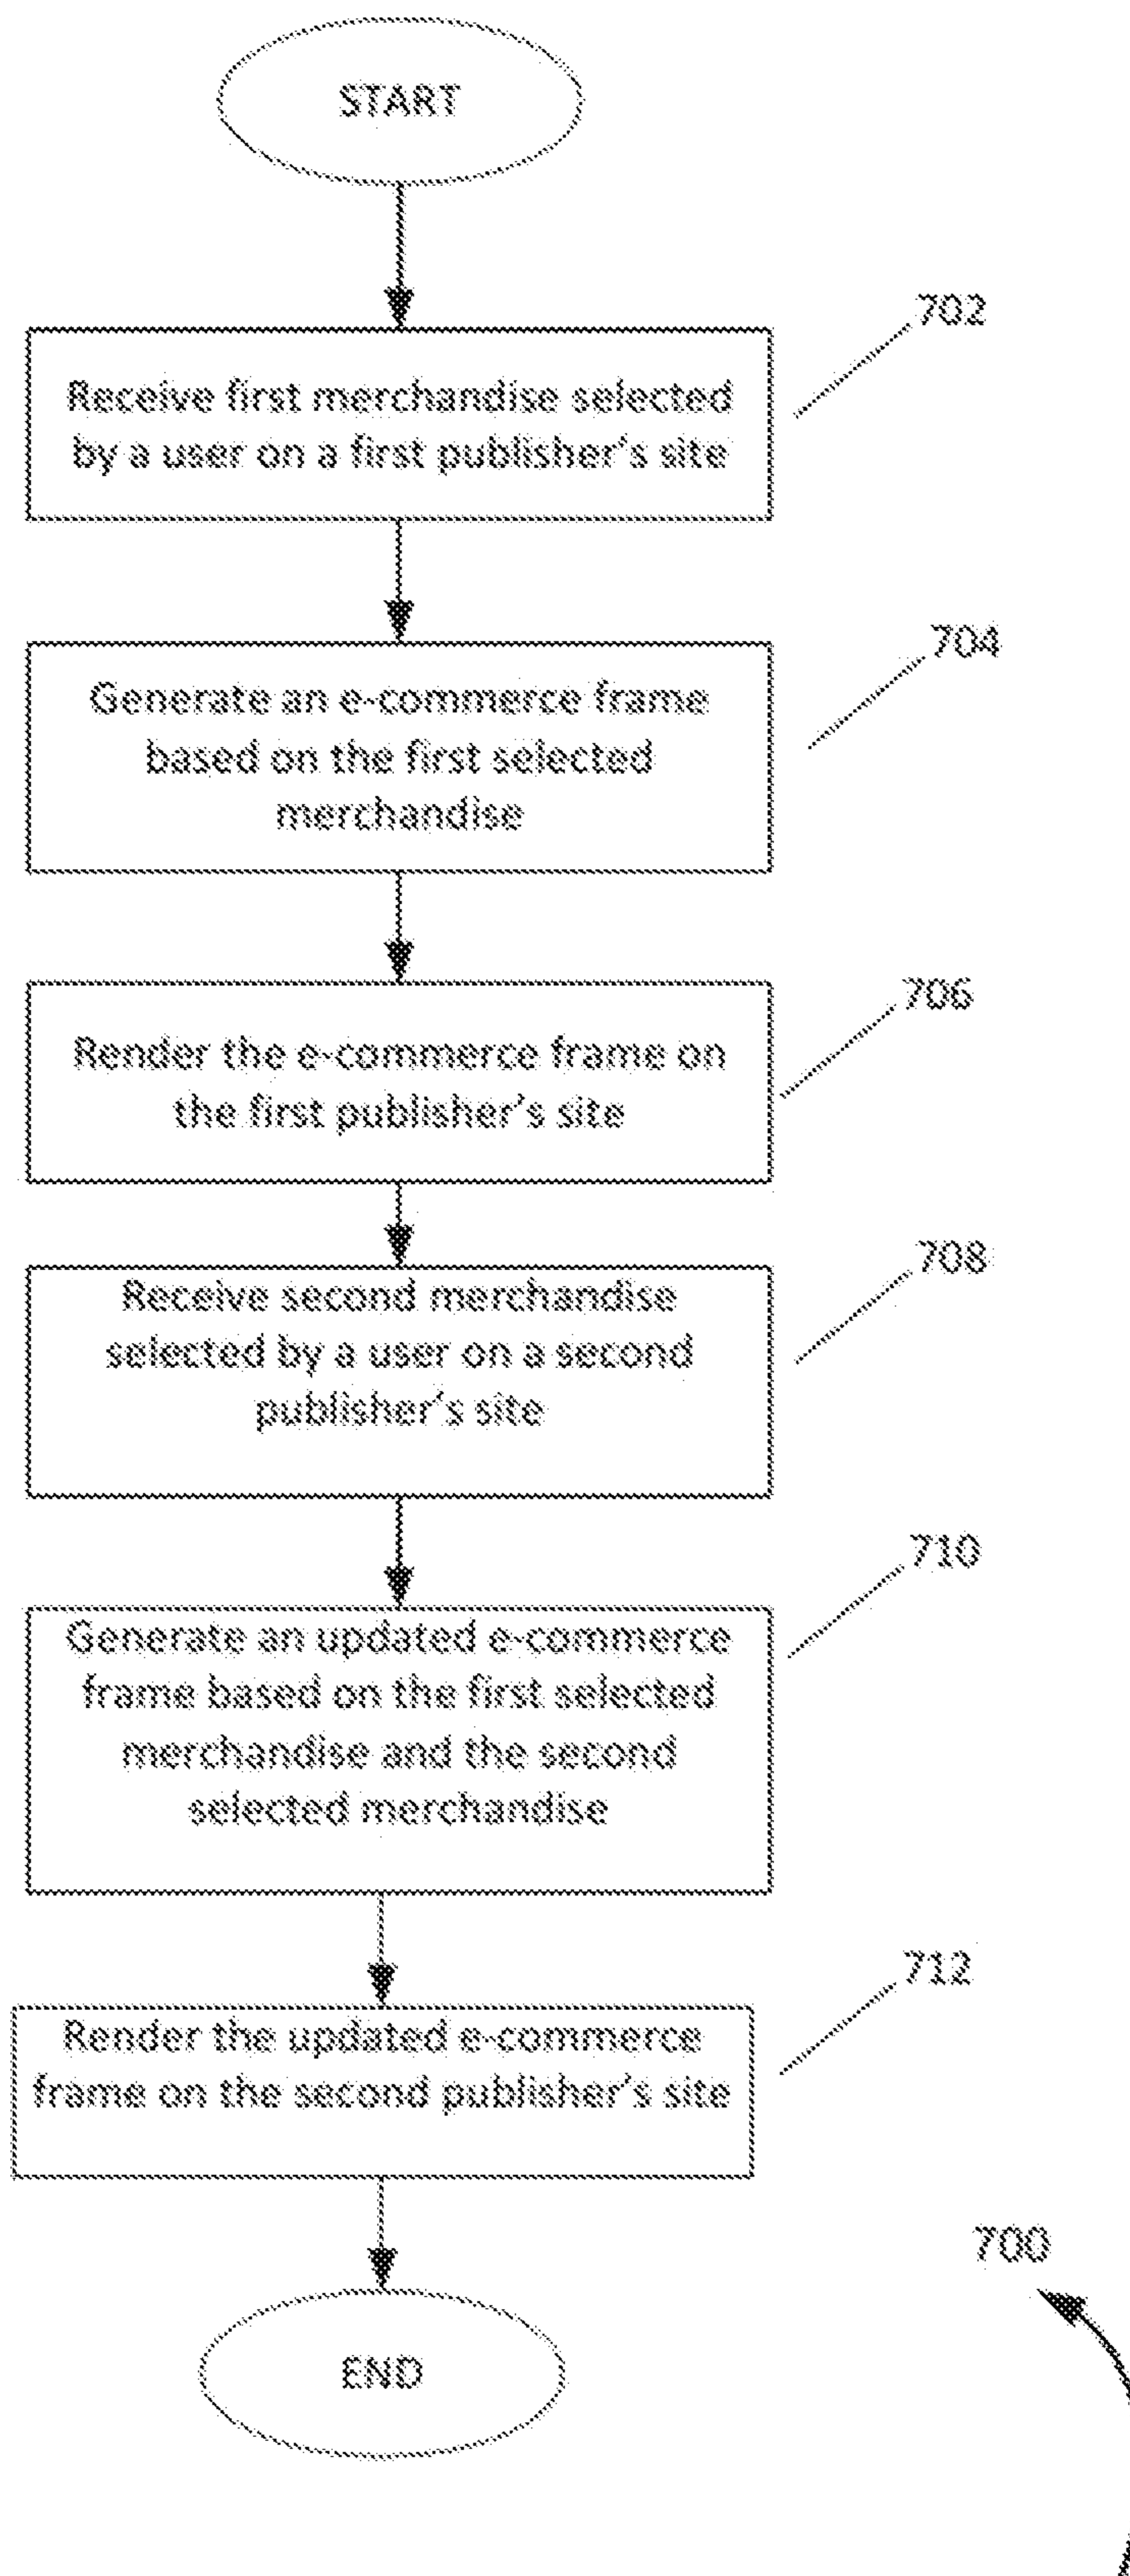 START
702
Receive first merchandise selected
by a user on a first publisher's site
704
Generate an e-commerce frame
based on the first selected
merchandise
706
Render the e-commerce frame on
the first publisher's site
708
Receive second merchandise
selected by a user on a second
publisher's site
710
Generate an updated e-commerce
frame based on the first selected
merchandise and the second
selected merchandise
712
Render the updated e-commerce
frame on the second publisher's site
700
END